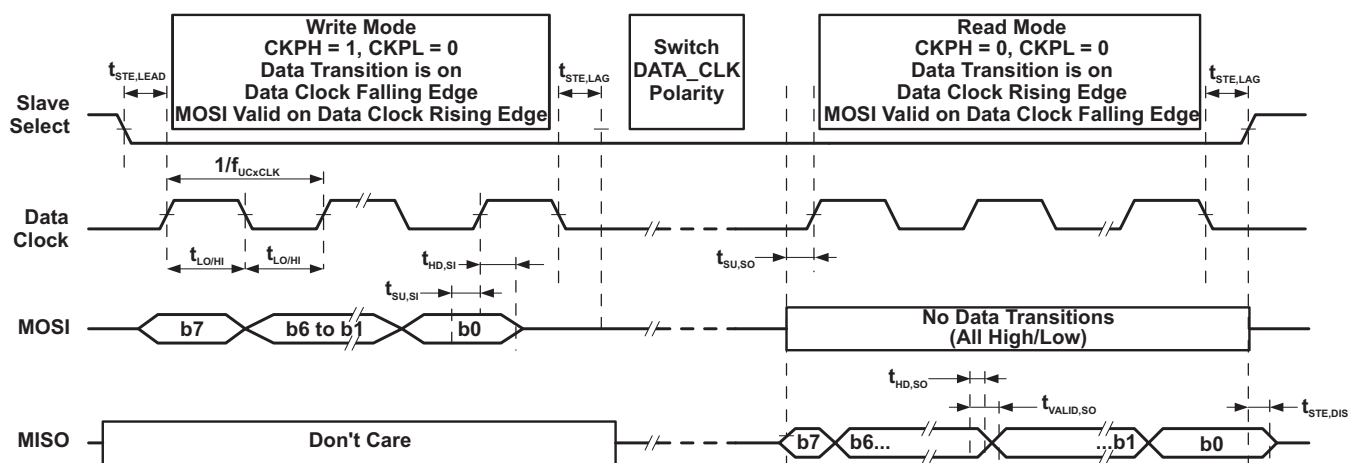 Write Mode
CKPH = 1, CKPL = 0
Data Transition is on
Data Clock Falling Edge
MOSI Valid on Data Clock Rising Edge
Switch
DATA_CLK
Polarity
Read Mode
CKPH = 0, CKPL = 0
Data Transition is on
Data Clock Rising Edge
MOSI Valid on Data Clock Falling Edge
tSTE,LEAD
tSTE,LAG
tSTE,LAG
Slave
Select
1/fUCxCLK
Data
Clock
tLO/HI
tLO/HI
tHD,SI
tSU,SI
tSU,SO
MOSI
b7
b6 to b1
b0
No Data Transitions
(All High/Low)
tHD,SO
tVALID,SO
tSTE,DIS
MISO
Don't Care
b7
b6...
...b1
b0